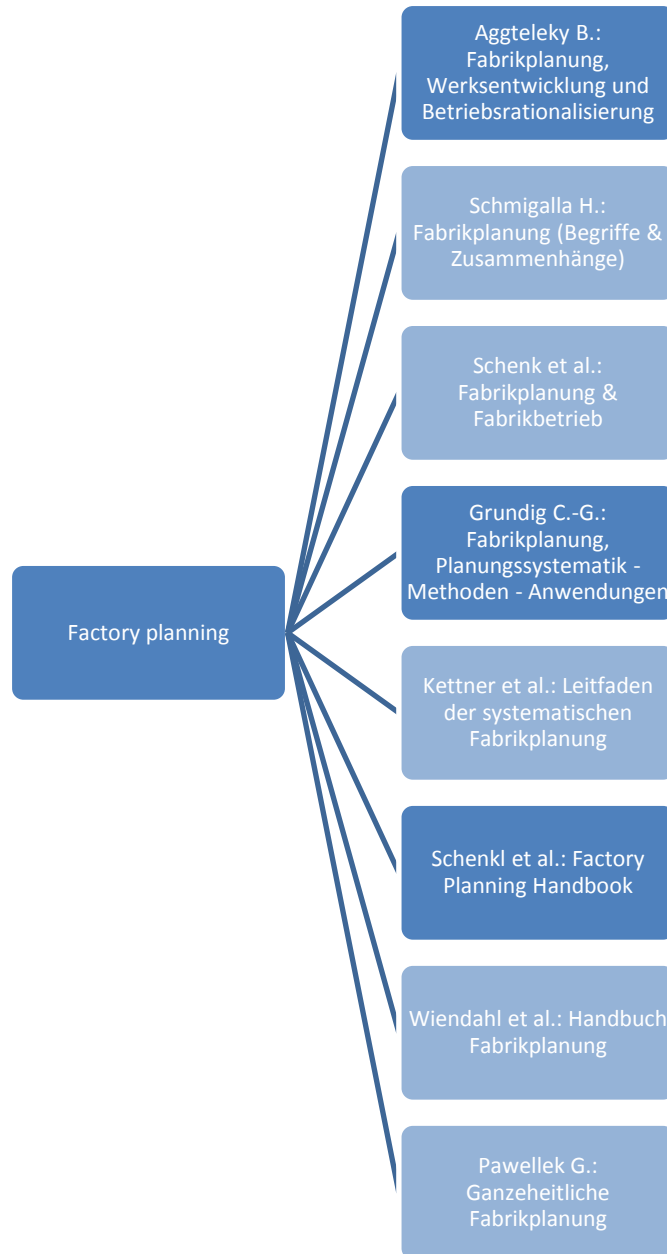 Aggteleky B.:
Fabrikplanung,
Werksentwicklung und
Betriebsrationalisierung
Schmigalla H.:
Fabrikplanung (Begriffe &
Zusammenhänge)
Schenk et al.:
Fabrikplanung &
Fabrikbetrieb
Grundig C.-G.:
Fabrikplanung,
Planungssystematik -
Methoden - Anwendungen
Factory planning
Kettner et al.: Leitfaden
der systematischen
Fabrikplanung
Schenkl et al.: Factory
Planning Handbook
Wiendahl et al.: Handbuch
Fabrikplanung
Pawellek G.:
Ganzeheitliche
Fabrikplanung